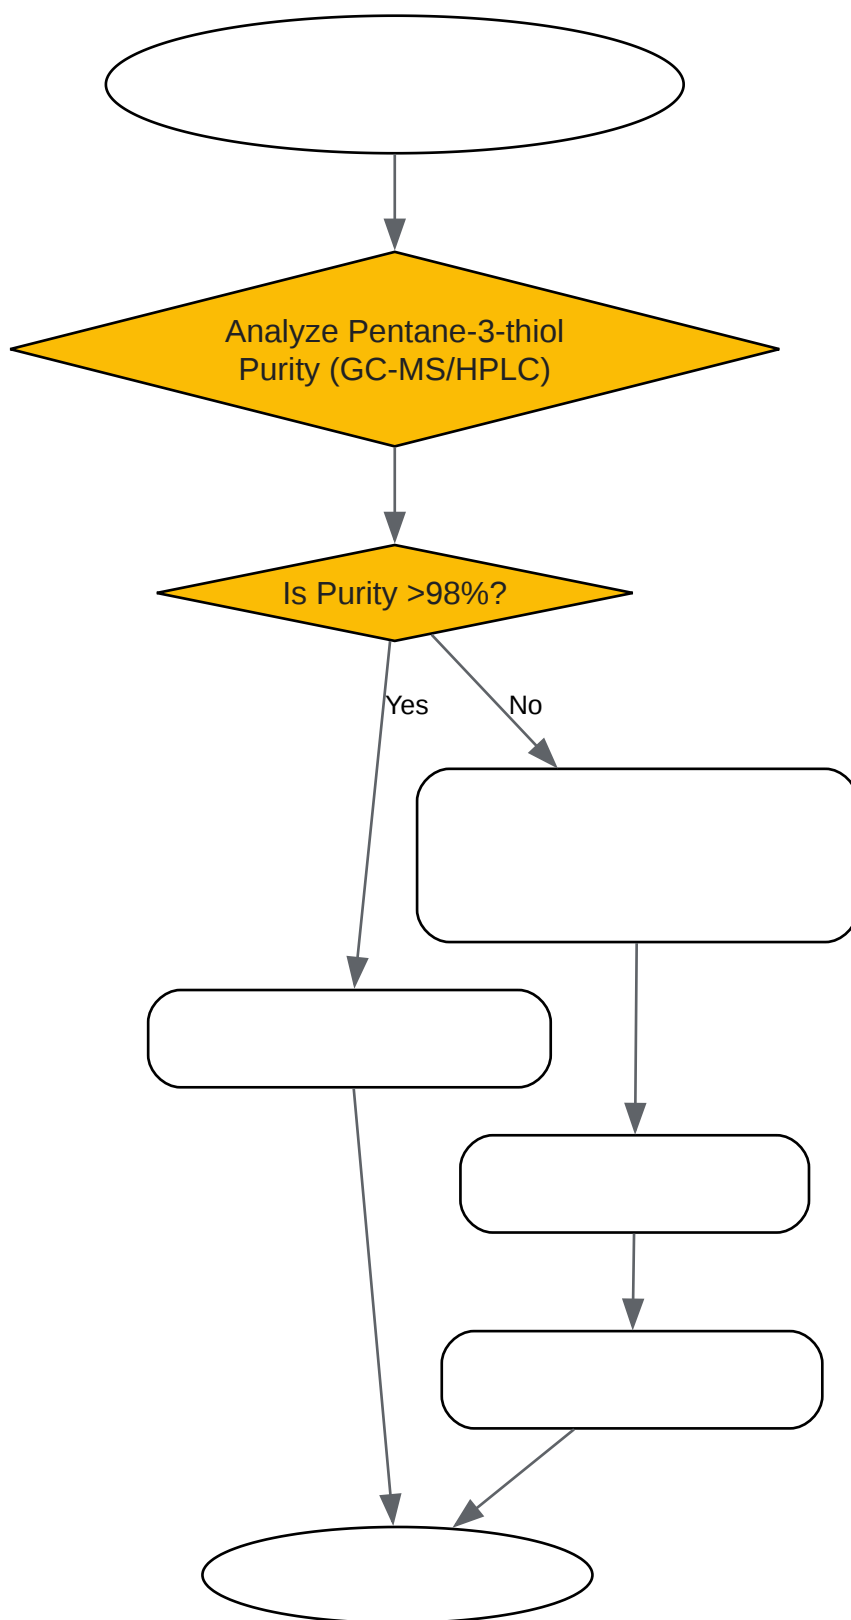 Analyze Pentane-3-thiol
Purity (GC-MS/HPLC)
Is Purity >98%?
Yes
No